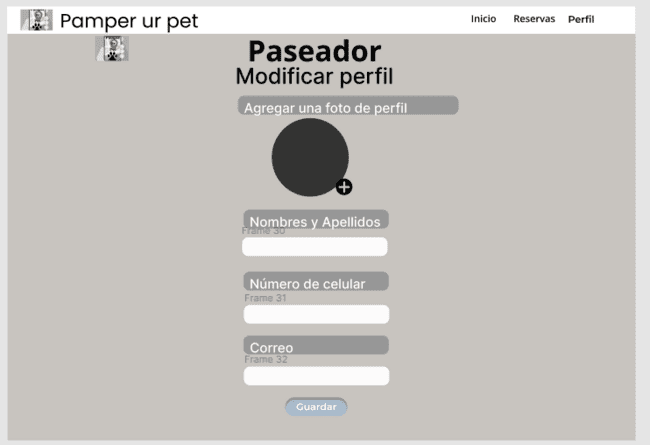 Pamper ur pet
Inicio Reservas Perfil
Paseador
Modificar perfil
Agregar una foto de perfil
Nombres y Apellidos
Frame 30
Número de celular
Frame 31
Correo
Frame 32
Guardar